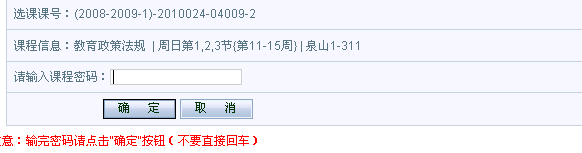 选课课号：(2008-2009-1)-2010024-04009-2
课程信息：教育政策法规 | 周日第1,2,3节{第11-15周} | 泉山1-311
请输入课程密码：
确 定 取 消
意：输完密码请点击"确定"按钮（不要直接回车）